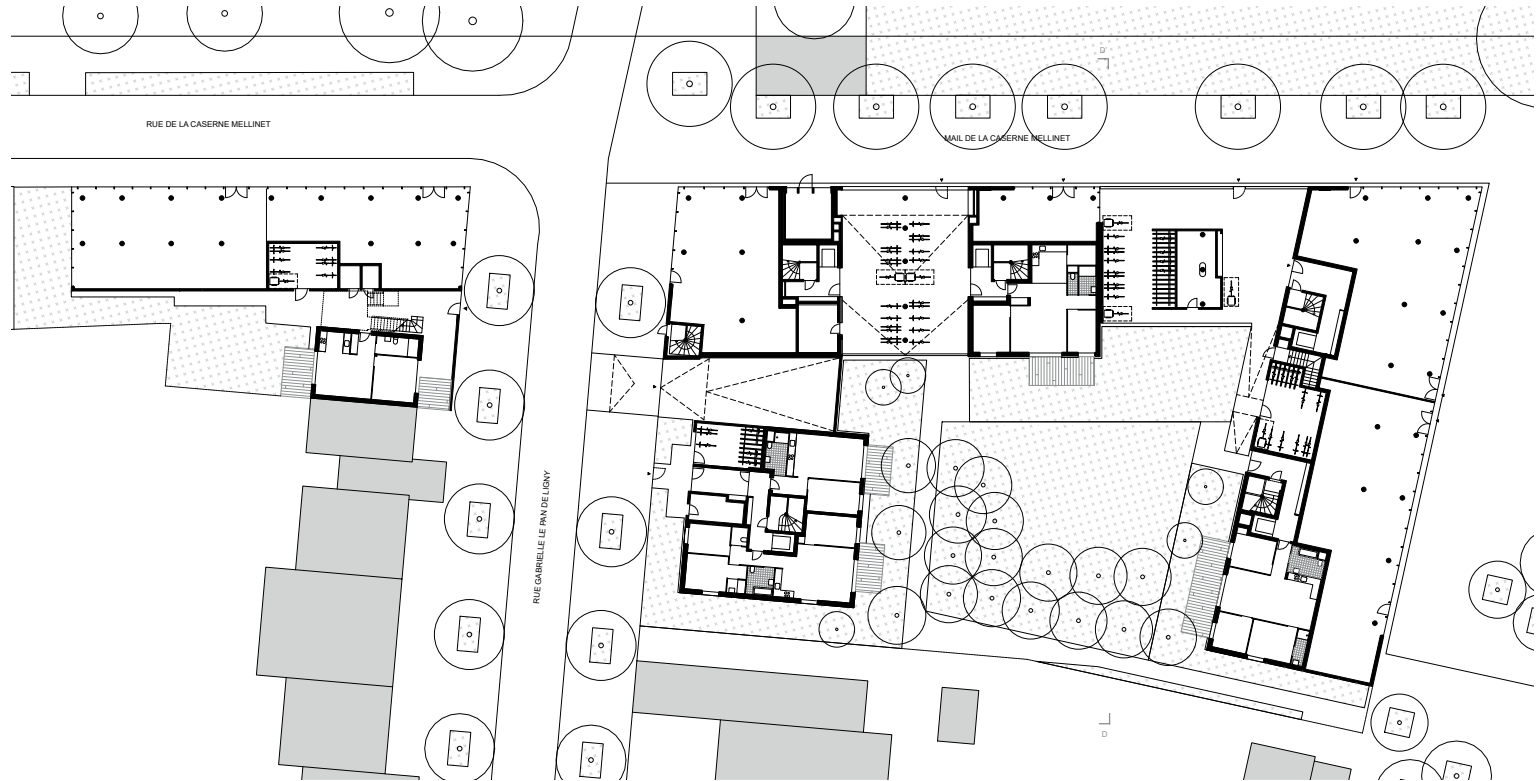 D
RUE DE LA CASERNE MELLINET
MAIL DE LA CASERNE MELLINET
RUE GABRIELLE LE PAN DE LIGNY
D